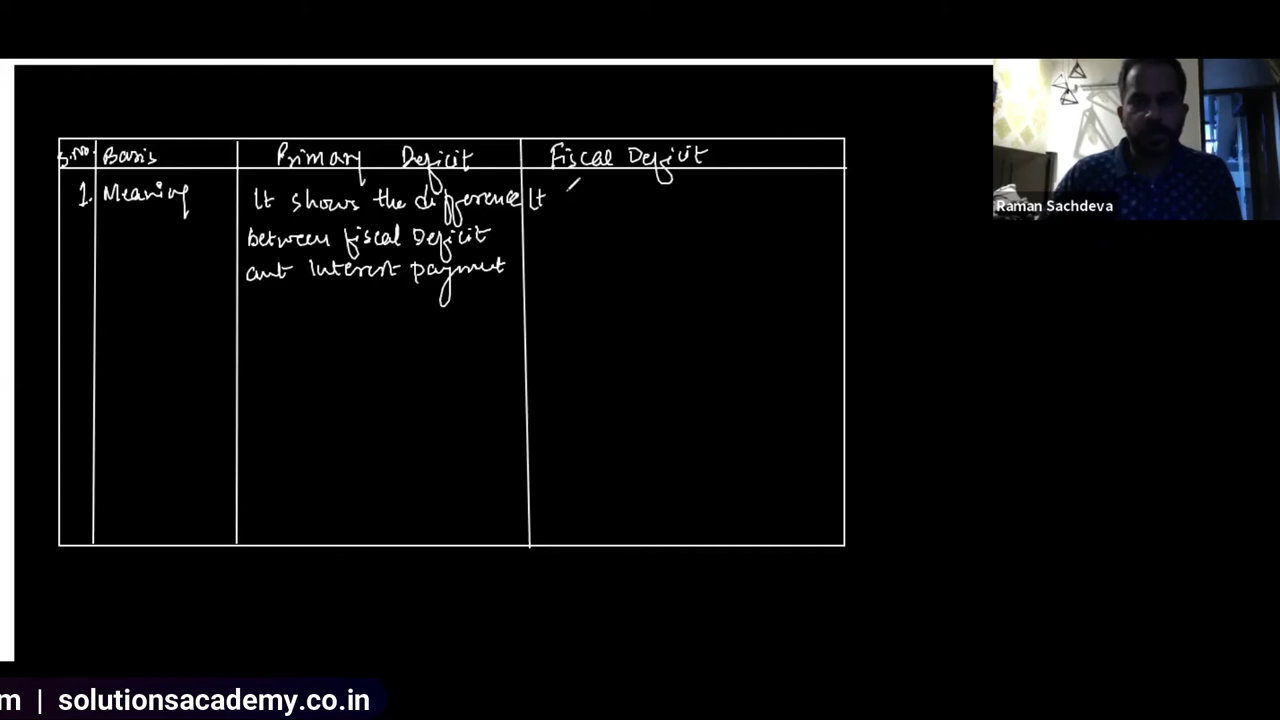 S.No. Basis Primary Deficit Fiscal Deficit
1. Meaning It shows the difference It
between fiscal Deficit
and Interest payment
Raman Sachdeva
m | solutionsacademy.co.in